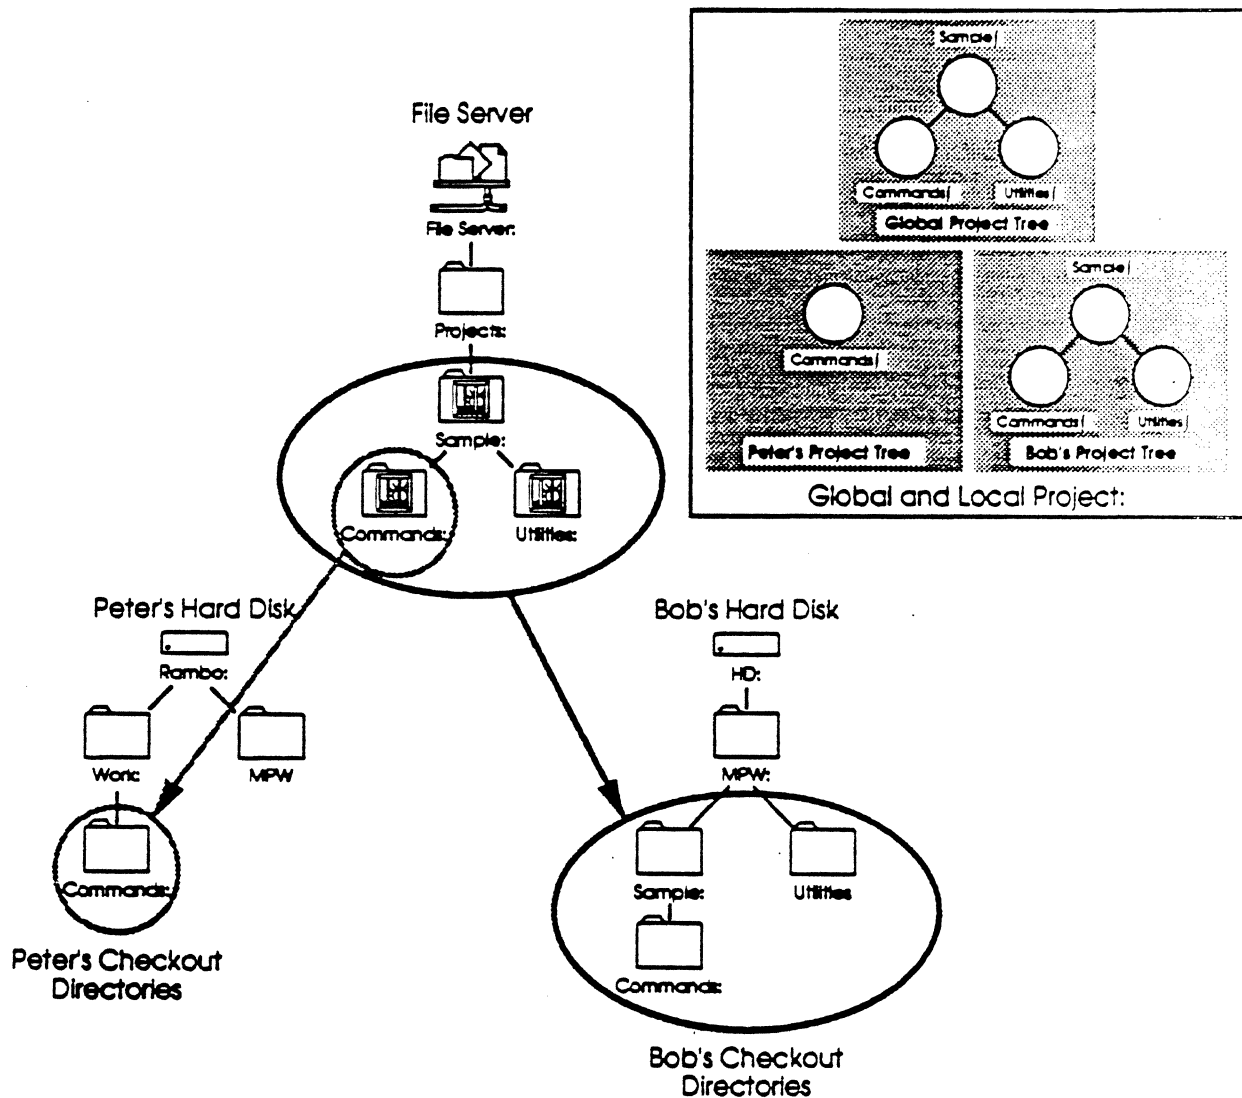 File Server
File Server:
Projects:
Sample:
Commands:
Utilities:
Sample∫
Commands∫
Utilities∫
Global Project Tree
Commands∫
Peter's Project Tree
Sample∫
Commands∫
Utilities∫
Bob's Project Tree
Global and Local Project:
Peter's Hard Disk
Rambo:
Work:
MPW
Commands:
Peter's Checkout
Directories
Bob's Hard Disk
HD:
MPW:
Sample:
Utilities
Commands:
Bob's Checkout
Directories